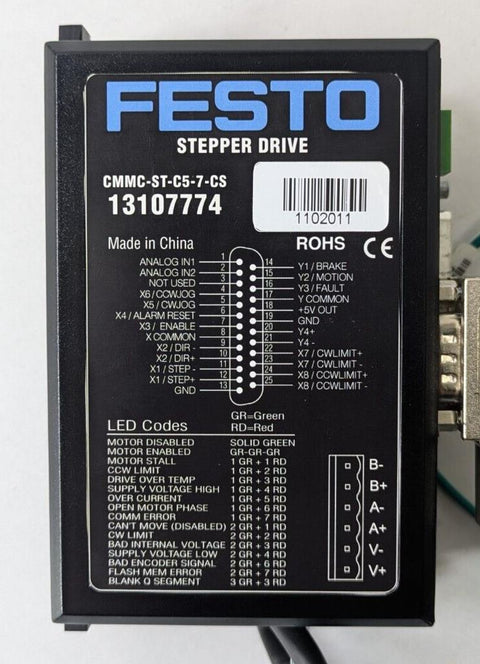 FESTO
STEPPER DRIVE
CMMC-ST-C5-7-CS
13107774
1102011
Made in China
ROHS CE
ANALOG IN1 1 14 Y1 / BRAKE
ANALOG IN2 2 15 Y2 / MOTION
NOT USED 3 16 Y3 / FAULT
X6 / CCWJOG 4 17 Y COMMON
X5 / CWJOG 5 18 +5V OUT
X4 / ALARM RESET 6 19 GND
X3 / ENABLE 7 20 Y4+
X COMMON 8 21 Y4-
X2 / DIR - 9 22 X7 / CWLIMIT+
X2 / DIR+ 10 23 X7 / CWLIMIT -
X1 / STEP - 11 24 X8 / CCWLIMIT+
X1 / STEP+ 12 25 X8 / CCWLIMIT -
GND 13
GR=Green
LED Codes RD=Red
MOTOR DISABLED SOLID GREEN
MOTOR ENABLED GR-GR-GR
MOTOR STALL 1 GR + 1 RD
CCW LIMIT 1 GR + 2 RD
DRIVE OVER TEMP 1 GR + 3 RD
SUPPLY VOLTAGE HIGH 1 GR + 4 RD
OVER CURRENT 1 GR + 5 RD
OPEN MOTOR PHASE 1 GR + 6 RD
COMM ERROR 1 GR + 7 RD
CAN'T MOVE (DISABLED) 2 GR + 1 RD
CW LIMIT 2 GR + 2 RD
BAD INTERNAL VOLTAGE 2 GR + 3 RD
SUPPLY VOLTAGE LOW 2 GR + 4 RD
BAD ENCODER SIGNAL 2 GR + 6 RD
FLASH MEM ERROR 2 GR + 7 RD
BLANK Q SEGMENT 3 GR + 3 RD
B-
B+
A-
A+
V-
V+